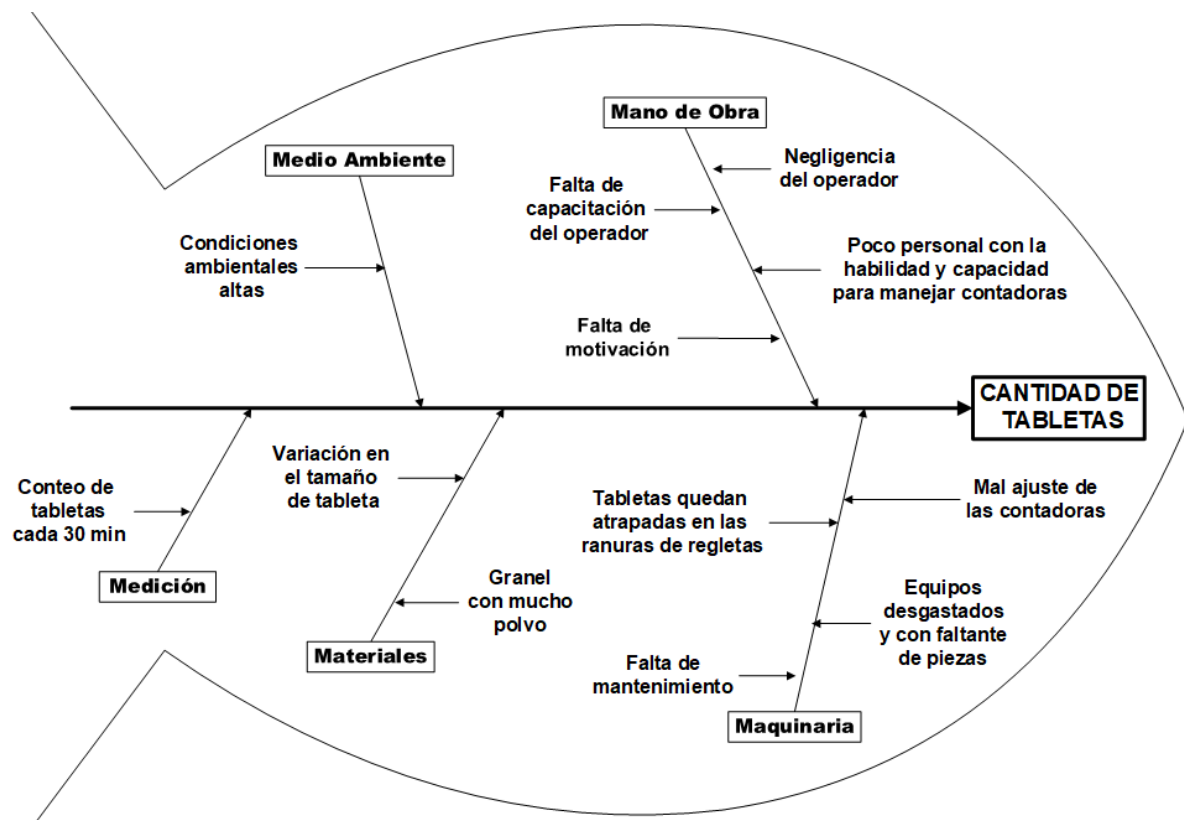 Mano de Obra
Medio Ambiente
Negligencia
del operador
Falta de
capacitación
del operador
Condiciones
ambientales
altas
Poco personal con la
habilidad y capacidad
para manejar contadoras
Falta de
motivación
CANTIDAD DE
TABLETAS
Variación en
el tamaño
de tableta
Conteo de
tabletas
cada 30 min
Tabletas quedan
atrapadas en las
ranuras de regletas
Mal ajuste de
las contadoras
Medición
Granel
con mucho
polvo
Equipos
desgastados
y con faltante
de piezas
Materiales
Falta de
mantenimiento
Maquinaria